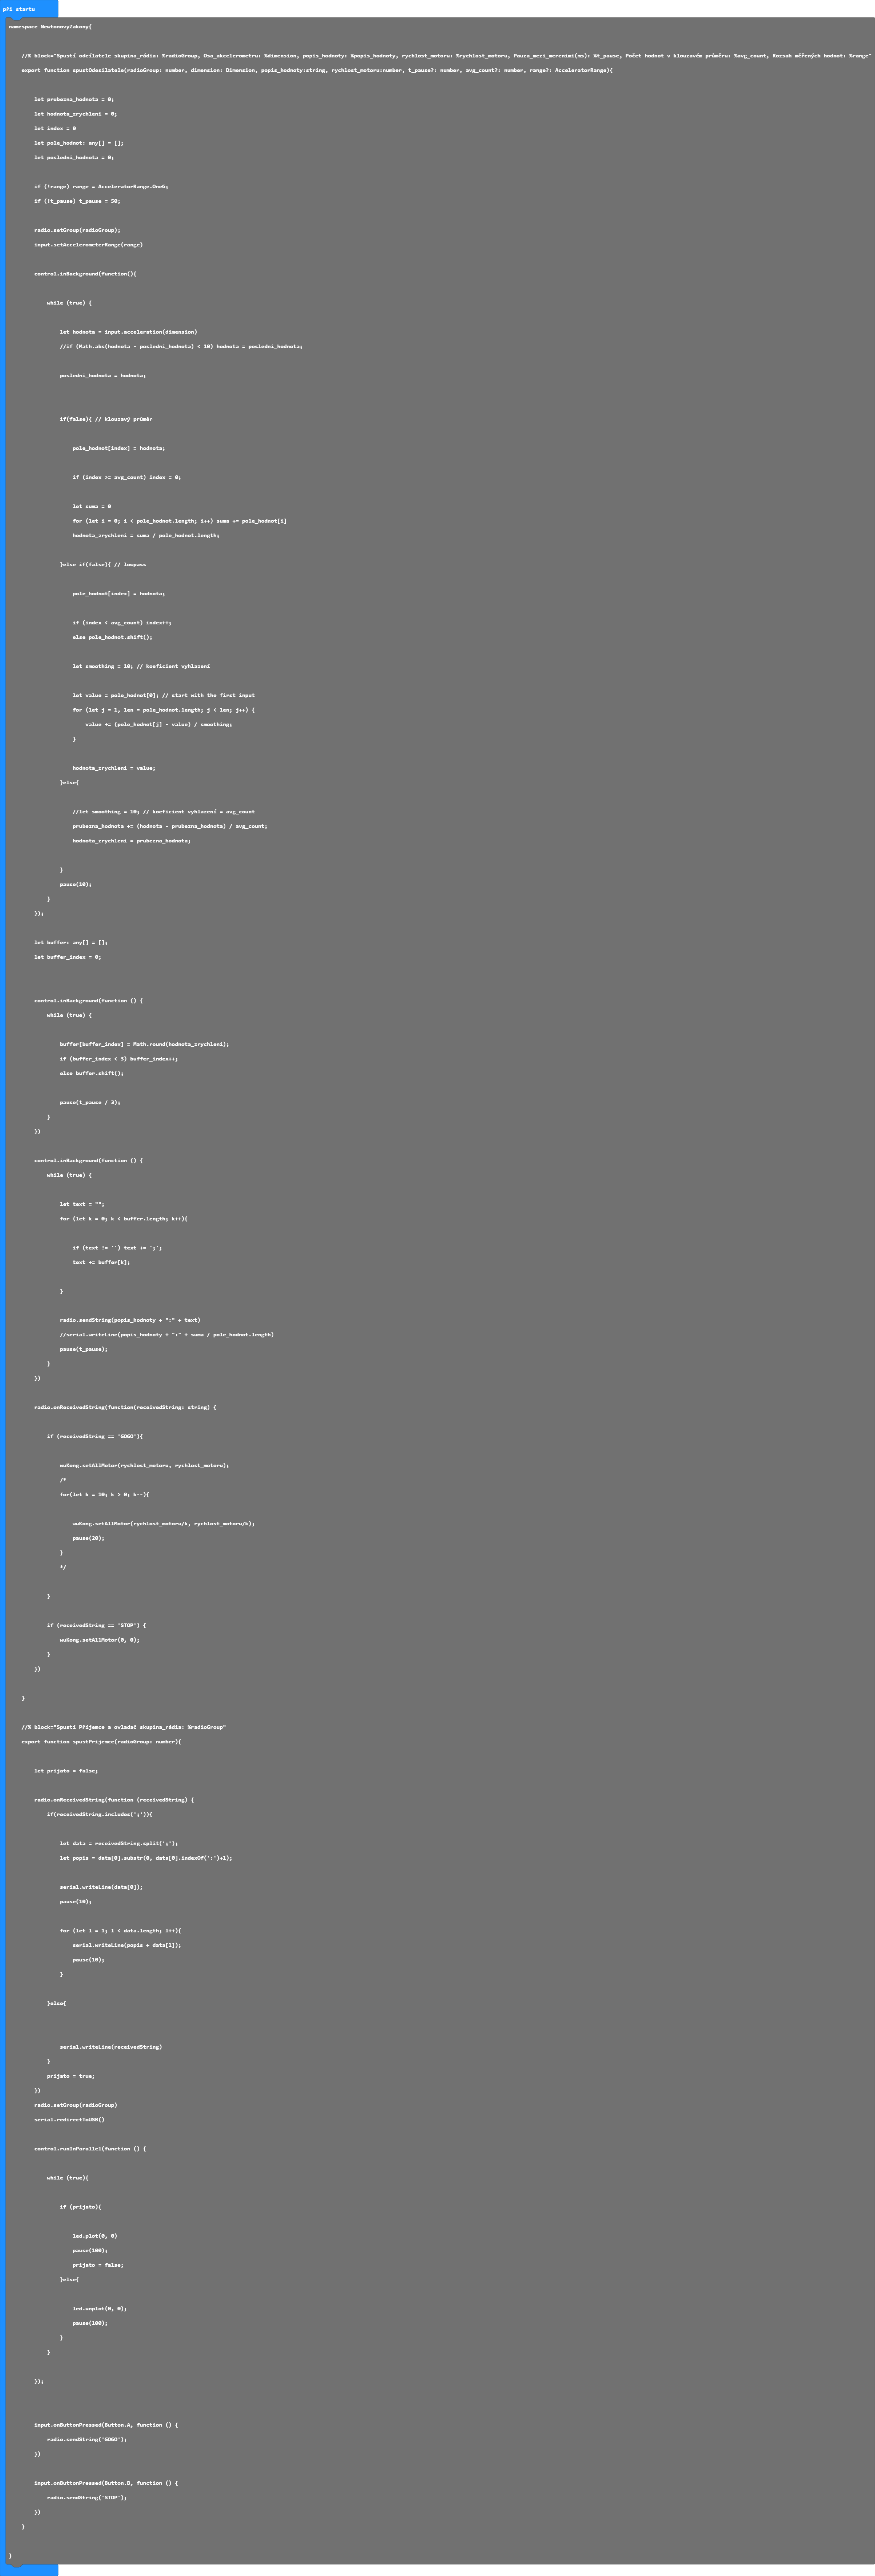 při startu
namespace NewtonovyZakony{
//% block="Spustí odeílatele skupina_rádia: %radioGroup, Osa_akcelerometru: %dimension, popis_hodnoty: %popis_hodnoty, rychlost_motoru: %rychlost_motoru, Pauza_mezi_merenimi(ms): %t_pause, Počet hodnot v klouzavém průměru: %avg_count, Rozsah měřených hodnot: %range"
export function spustOdesilatele(radioGroup: number, dimension: Dimension, popis_hodnoty:string, rychlost_motoru:number, t_pause?: number, avg_count?: number, range?: AcceleratorRange){
let prubezna_hodnota = 0;
let hodnota_zrychleni = 0;
let index = 0
let pole_hodnot: any[] = [];
let posledni_hodnota = 0;
if (!range) range = AcceleratorRange.OneG;
if (!t_pause) t_pause = 50;
radio.setGroup(radioGroup);
input.setAccelerometerRange(range)
control.inBackground(function(){
while (true) {
let hodnota = input.acceleration(dimension)
//if (Math.abs(hodnota - posledni_hodnota) < 10) hodnota = posledni_hodnota;
posledni_hodnota = hodnota;
if(false){ // klouzavý průměr
pole_hodnot[index] = hodnota;
if (index >= avg_count) index = 0;
let suma = 0
for (let i = 0; i < pole_hodnot.length; i++) suma += pole_hodnot[i]
hodnota_zrychleni = suma / pole_hodnot.length;
}else if(false){ // lowpass
pole_hodnot[index] = hodnota;
if (index < avg_count) index++;
else pole_hodnot.shift();
let smoothing = 10; // koeficient vyhlazení
let value = pole_hodnot[0]; // start with the first input
for (let j = 1, len = pole_hodnot.length; j < len; j++) {
value += (pole_hodnot[j] - value) / smoothing;
}
hodnota_zrychleni = value;
}else{
//let smoothing = 10; // koeficient vyhlazení = avg_count
prubezna_hodnota += (hodnota - prubezna_hodnota) / avg_count;
hodnota_zrychleni = prubezna_hodnota;
}
pause(10);
}
});
let buffer: any[] = [];
let buffer_index = 0;
control.inBackground(function () {
while (true) {
buffer[buffer_index] = Math.round(hodnota_zrychleni);
if (buffer_index < 3) buffer_index++;
else buffer.shift();
pause(t_pause / 3);
}
})
control.inBackground(function () {
while (true) {
let text = "";
for (let k = 0; k < buffer.length; k++){
if (text != '') text += ';';
text += buffer[k];
}
radio.sendString(popis_hodnoty + ":" + text)
//serial.writeLine(popis_hodnoty + ":" + suma / pole_hodnot.length)
pause(t_pause);
}
})
radio.onReceivedString(function(receivedString: string) {
if (receivedString == 'GOGO'){
wuKong.setAllMotor(rychlost_motoru, rychlost_motoru);
/*
for(let k = 10; k > 0; k--){
wuKong.setAllMotor(rychlost_motoru/k, rychlost_motoru/k);
pause(20);
}
*/
}
if (receivedString == 'STOP') {
wuKong.setAllMotor(0, 0);
}
})
}
//% block="Spustí Příjemce a ovladač skupina_rádia: %radioGroup"
export function spustPrijemce(radioGroup: number){
let prijato = false;
radio.onReceivedString(function (receivedString) {
if(receivedString.includes(';')){
let data = receivedString.split(';');
let popis = data[0].substr(0, data[0].indexOf(':')+1);
serial.writeLine(data[0]);
pause(10);
for (let l = 1; l < data.length; l++){
serial.writeLine(popis + data[l]);
pause(10);
}
}else{
serial.writeLine(receivedString)
}
prijato = true;
})
radio.setGroup(radioGroup)
serial.redirectToUSB()
control.runInParallel(function () {
while (true){
if (prijato){
led.plot(0, 0)
pause(100);
prijato = false;
}else{
led.unplot(0, 0);
pause(100);
}
}
});
input.onButtonPressed(Button.A, function () {
radio.sendString('GOGO');
})
input.onButtonPressed(Button.B, function () {
radio.sendString('STOP');
})
}
}